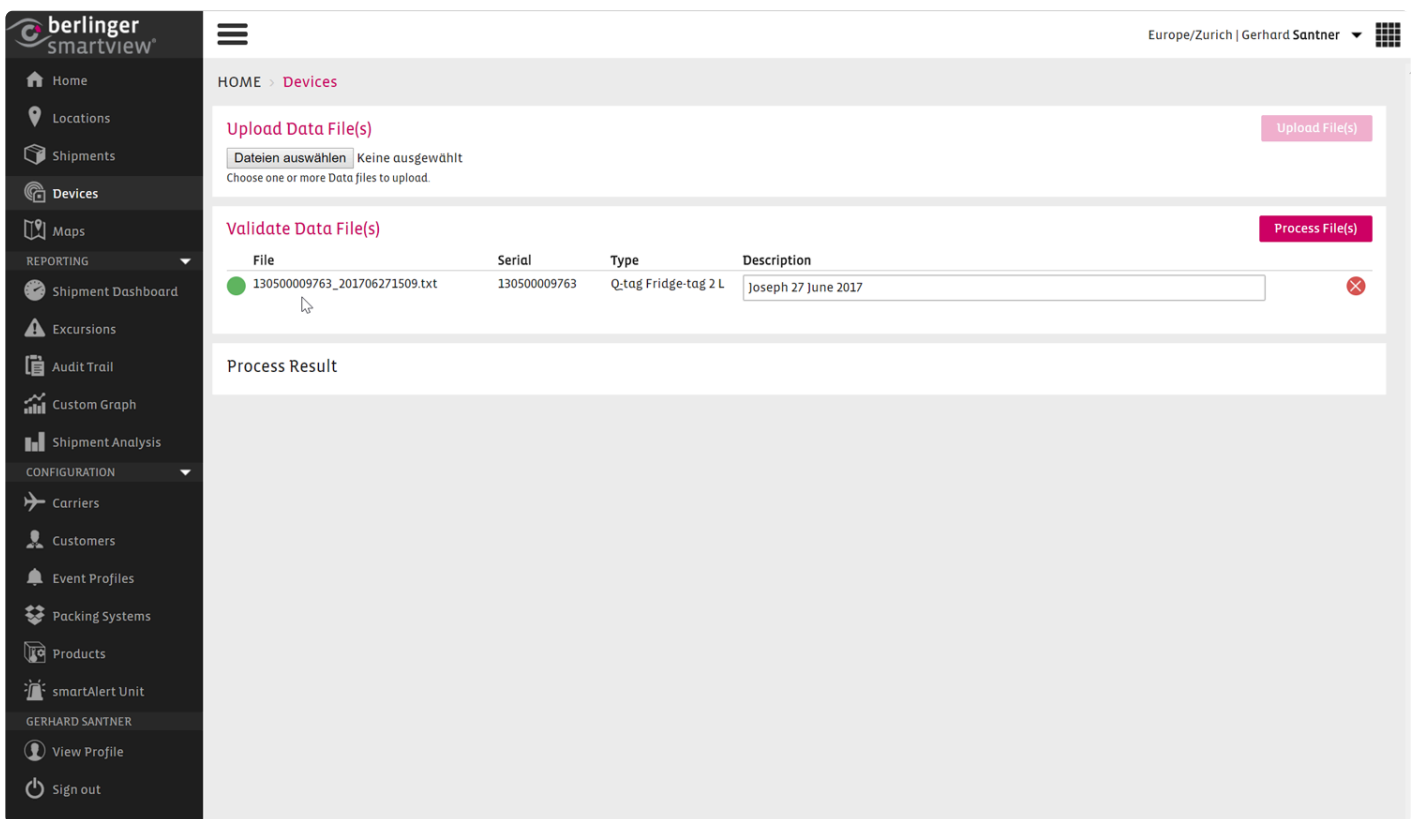 berlinger
smartview®
Europe/Zurich | Gerhard Santner
Home
Locations
Shipments
Devices
Maps
REPORTING
Shipment Dashboard
Excursions
Audit Trail
Custom Graph
Shipment Analysis
CONFIGURATION
Carriers
Customers
Event Profiles
Packing Systems
Products
smartAlert Unit
GERHARD SANTNER
View Profile
Sign out
HOME > Devices
Upload Data File(s)
Upload File(s)
Dateien auswählen Keine ausgewählt
Choose one or more Data files to upload.
Validate Data File(s)
Process File(s)
File Serial Type Description
130500009763_201706271509.txt 130500009763 Q-tag Fridge-tag 2 L Joseph 27 June 2017
Process Result